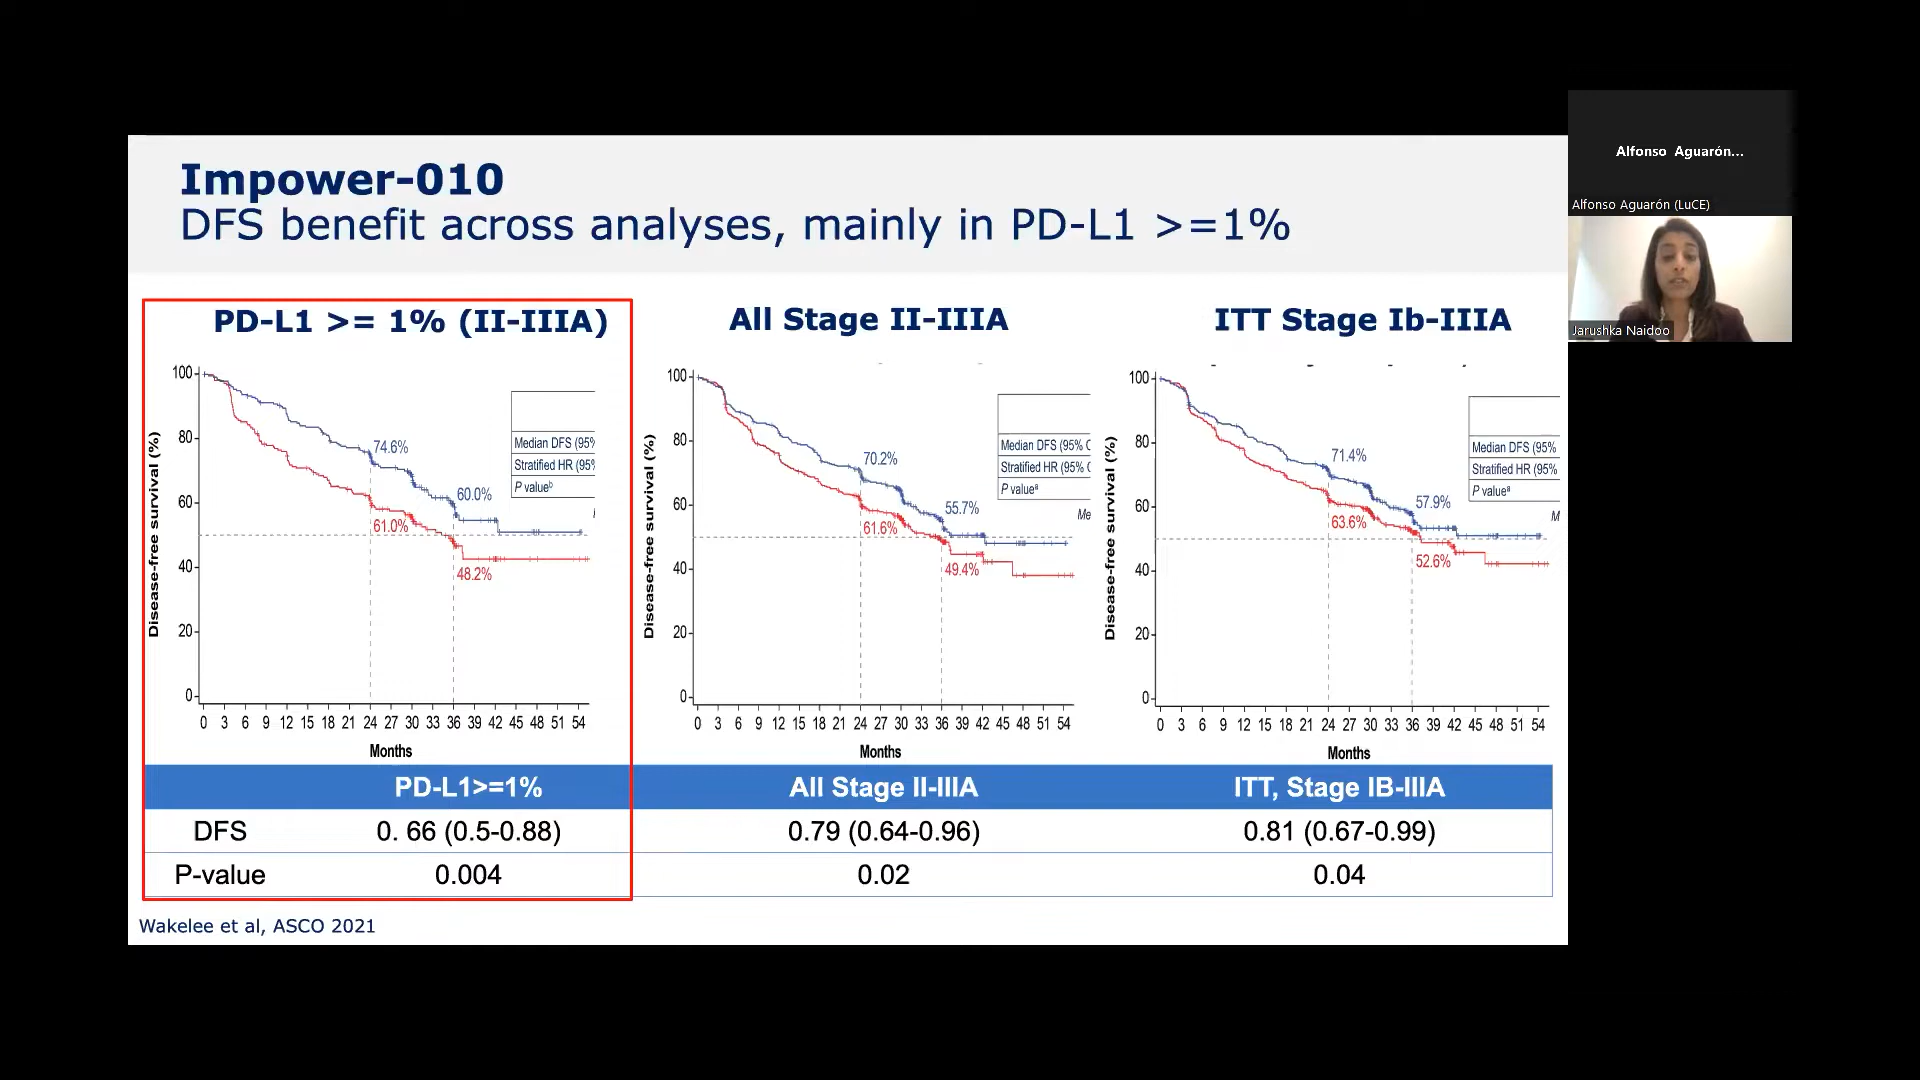 Impower-010
DFS benefit across analyses, mainly in PD-L1 >=1%
Alfonso Aguarón...
Alfonso Aguarón (LuCE)
Jarushka Naidoo
PD-L1 >= 1% (II-IIIA)
Disease-free survival (%)
100
80
60
40
20
0
74.6%
61.0%
60.0%
48.2%
Median DFS (95%
Stratified HR (95%
P valueᵇ
0 3 6 9 12 15 18 21 24 27 30 33 36 39 42 45 48 51 54
Months
All Stage II-IIIA
Disease-free survival (%)
100
80
60
40
20
0
70.2%
61.6%
55.7%
49.4%
Median DFS (95% C
Stratified HR (95% C
P valueᵃ
Me
0 3 6 9 12 15 18 21 24 27 30 33 36 39 42 45 48 51 54
Months
ITT Stage Ib-IIIA
Disease-free survival (%)
100
80
60
40
20
0
71.4%
63.6%
57.9%
52.6%
Median DFS (95%
Stratified HR (95%
P valueᵃ
M
0 3 6 9 12 15 18 21 24 27 30 33 36 39 42 45 48 51 54
Months
PD-L1>=1% All Stage II-IIIA ITT, Stage IB-IIIA
DFS 0. 66 (0.5-0.88) 0.79 (0.64-0.96) 0.81 (0.67-0.99)
P-value 0.004 0.02 0.04
Wakelee et al, ASCO 2021